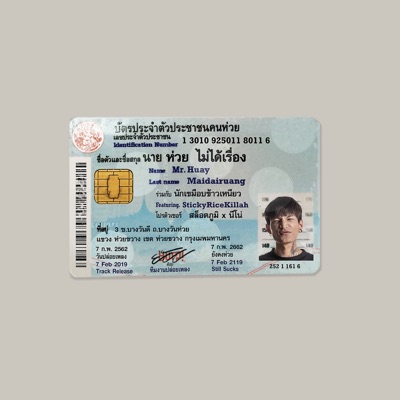 บัตรประจำตัวประชาชนคนห่วย
เลขประจำตัวประชาชน
Identification Number
1 3010 925011 8011 6
ชื่อตัวและชื่อสกุล นาย ห่วย ไม่ได้เรื่อง
Name Mr. Huay
Last name Maidairuang
ร่วมกับ นักเขมือบข้าวเหนียว
Featuring. StickyRiceKillah
โปรดิวเซอร์ สล็อตภูมิ x นีโน่
ที่อยู่ 3 ซ.บางวันดี ถ.บางวันห่วย
แขวง ห่วยขวาง เขต ห่วยขวาง กรุงเมพมหานคร
7 ก.พ. 2562
วันปล่อยเพลง
7 Feb 2019
Track Release
ทีมงานปล่อยเพลง
7 ก.พ. 2662
ยังคงห่วย
7 Feb 2119
Still Sucks
252 1 161 6